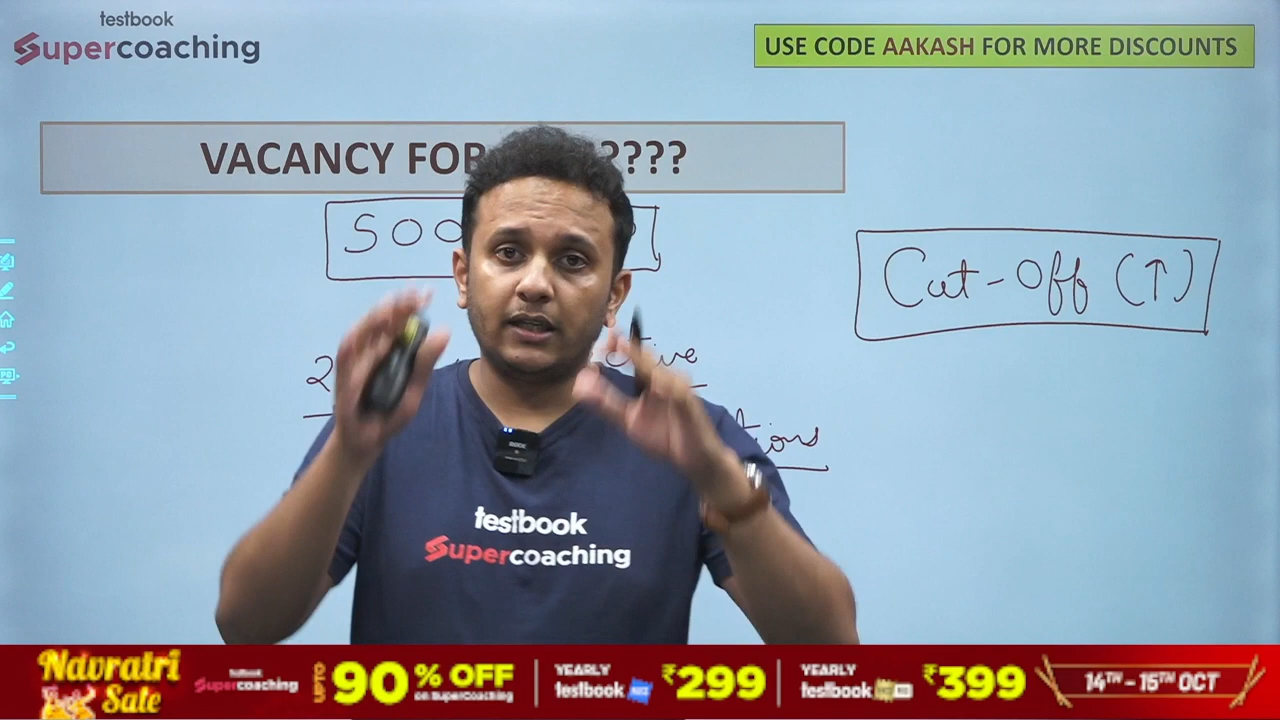 testbook
Supercoaching
USE CODE AAKASH FOR MORE DISCOUNTS
VACANCY FOR ????
Cut-Off (↑)
testbook
Supercoaching
Navratri
Sale
testbook
Supercoaching
UPTO 90% OFF
on SuperCoaching
YEARLY
testbook
₹299
YEARLY
testbook
₹399
14TH - 15TH OCT